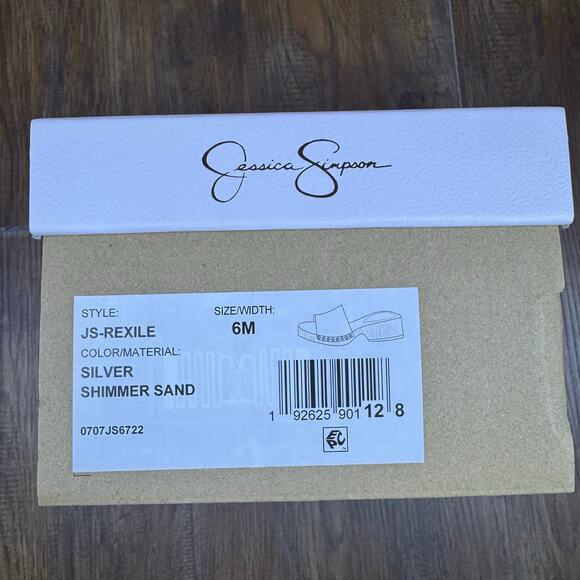 Jessica Simpson
STYLE: SIZE/WIDTH:
JS-REXILE 6M
COLOR/MATERIAL:
SILVER
SHIMMER SAND
1 92625 901 12 8
0707JS6722
EPC